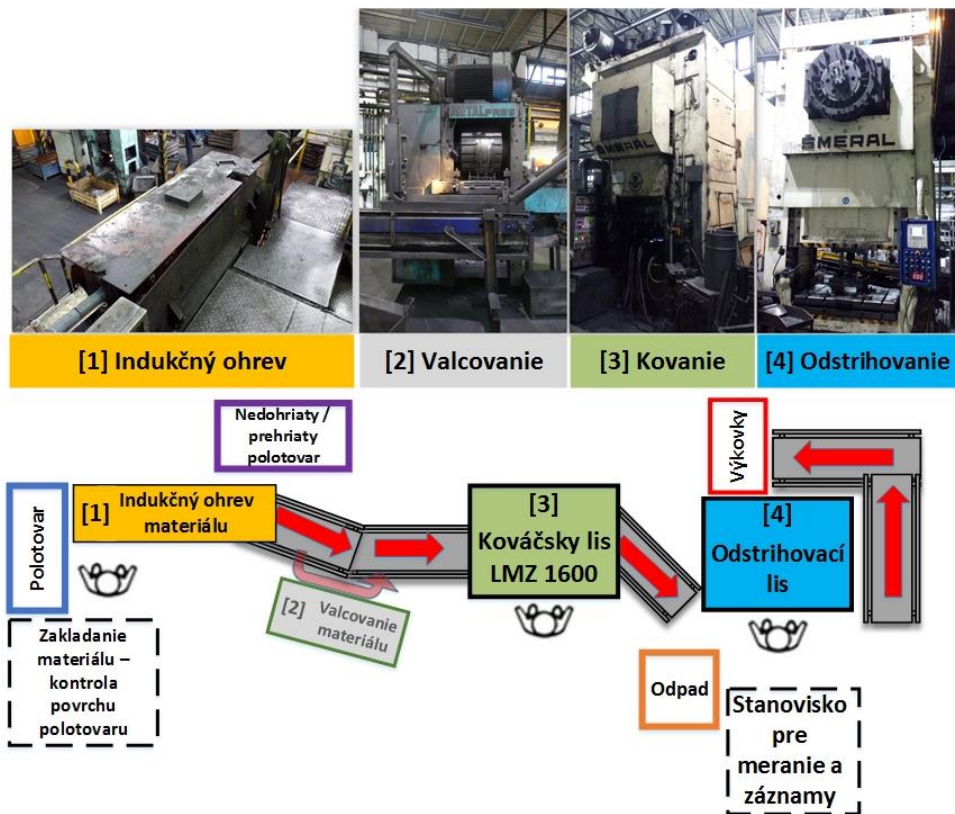 METALPRES
ŠMERAL
ŠMERAL
[1] Indukčný ohrev
[2] Valcovanie
[3] Kovanie
[4] Odstrihovanie
Nedohriaty /
prehriaty
polotovar
Výkovky
Polotovar
[1] Indukčný ohrev
materiálu
[2] Valcovanie
materiálu
[3]
Kováčsky lis
LMZ 1600
[4]
Odstrihovací
lis
Zakladanie
materiálu –
kontrola
povrchu
polotovaru
Odpad
Stanovisko
pre
meranie a
záznamy